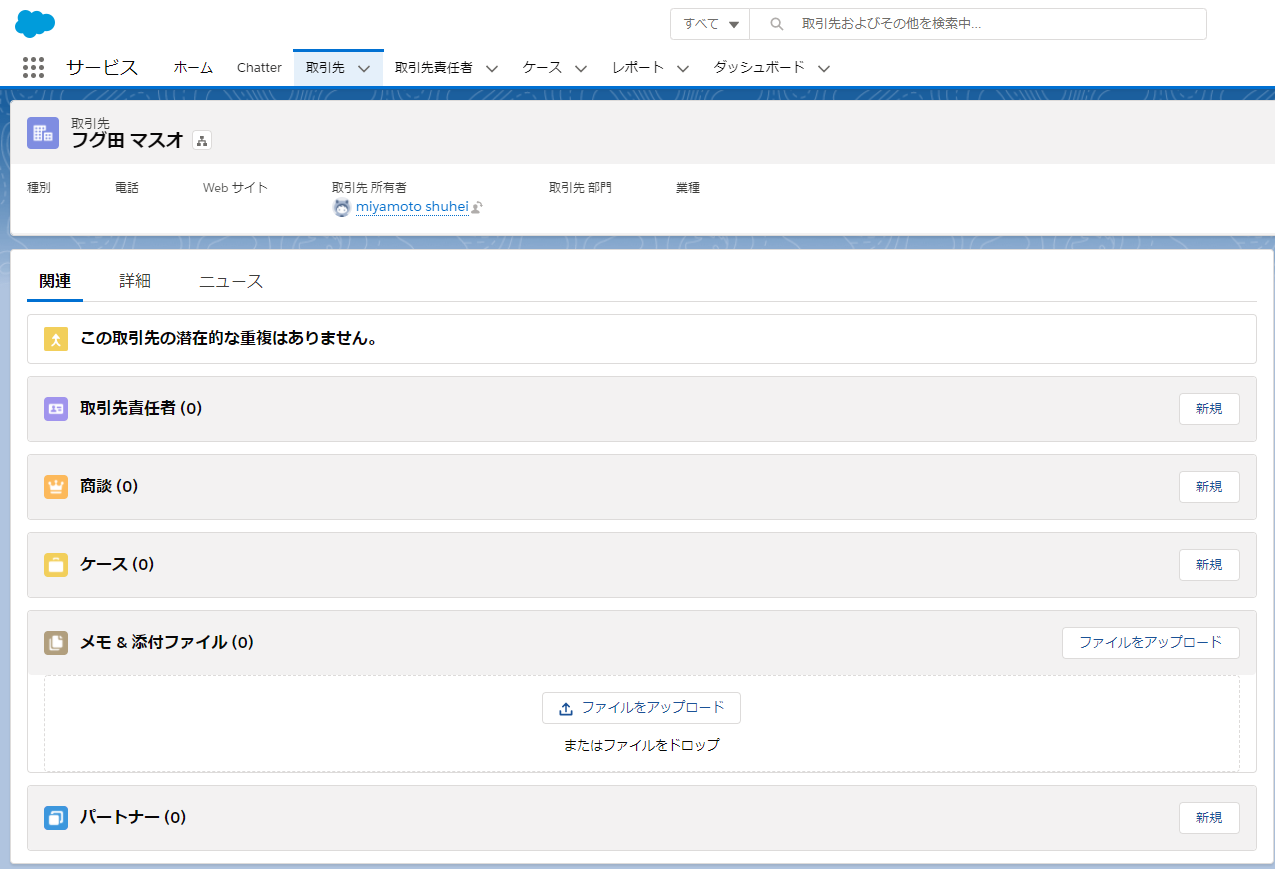 すべて 取引先およびその他を検索中...
サービス ホーム Chatter 取引先 取引先責任者 ケース レポート ダッシュボード
取引先
フグ田 マスオ
種別 電話 Web サイト 取引先 所有者 取引先 部門 業種
miyamoto shuhei
関連 詳細 ニュース
この取引先の潜在的な重複はありません。
取引先責任者 (0) 新規
商談 (0) 新規
ケース (0) 新規
メモ & 添付ファイル (0) ファイルをアップロード
ファイルをアップロード
またはファイルをドロップ
パートナー (0) 新規